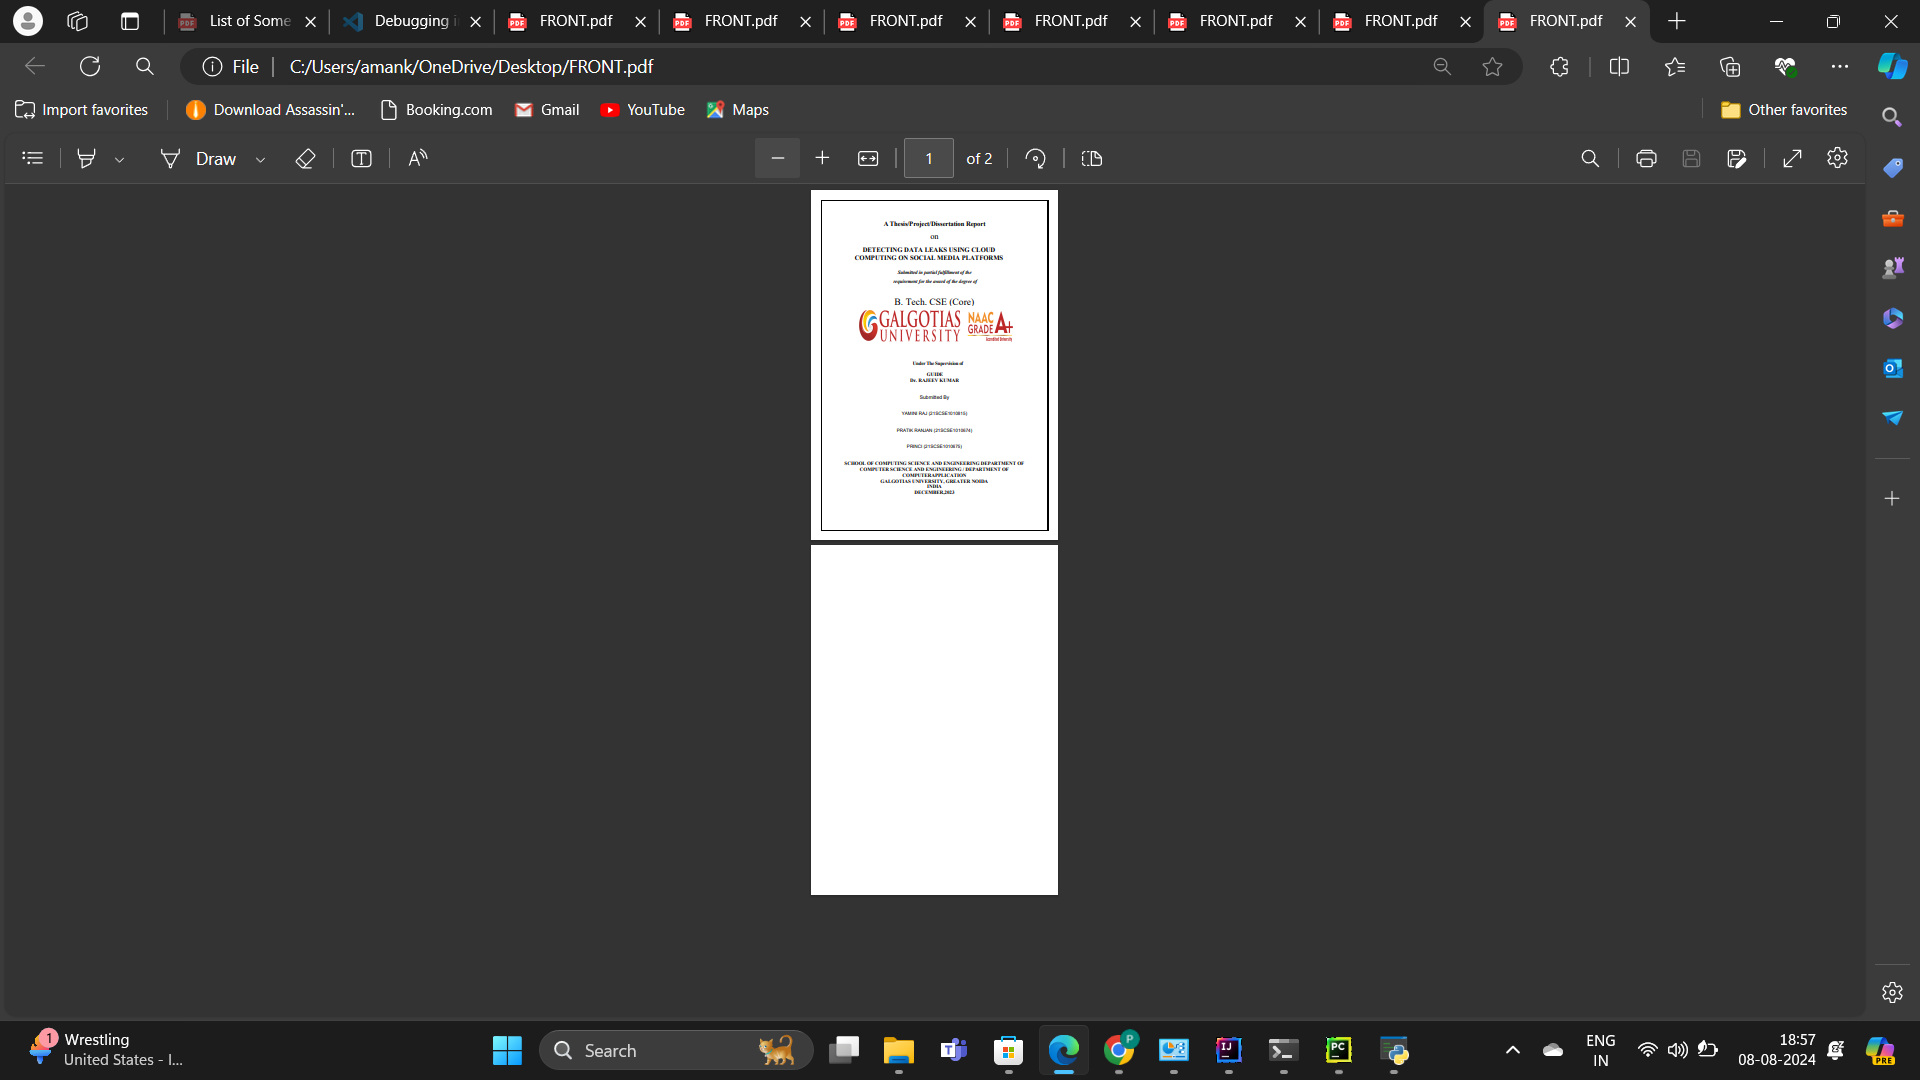 List of Some
Debugging i
FRONT.pdf
FRONT.pdf
FRONT.pdf
FRONT.pdf
FRONT.pdf
FRONT.pdf
FRONT.pdf
File
C:/Users/amank/OneDrive/Desktop/FRONT.pdf
Import favorites
Download Assassin'...
Booking.com
Gmail
YouTube
Maps
Other favorites
Draw
1
of 2
A Thesis/Project/Dissertation Report
on
DETECTING DATA LEAKS USING CLOUD
COMPUTING ON SOCIAL MEDIA PLATFORMS
Submitted in partial fulfillment of the
requirement for the award of the degree of
B. Tech. CSE (Core)
GALGOTIAS
UNIVERSITY
NAAC
GRADE A+
Accredited University
Under The Supervision of
GUIDE
Dr. RAJEEV KUMAR
Submitted By
YAMINI RAJ (21SCSE1010815)
PRATIK RANJAN (21SCSE1010674)
PRINCI (21SCSE1010675)
SCHOOL OF COMPUTING SCIENCE AND ENGINEERING DEPARTMENT OF
COMPUTER SCIENCE AND ENGINEERING / DEPARTMENT OF
COMPUTERAPPLICATION
GALGOTIAS UNIVERSITY, GREATER NOIDA
INDIA
DECEMBER,2023
1
Wrestling
United States - I...
Search
P
ENG
IN
18:57
08-08-2024
PRE